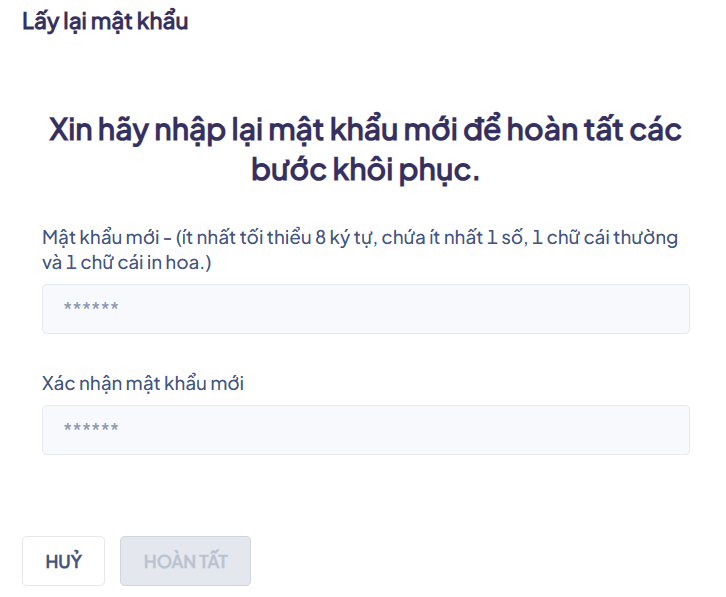 Lấy lại mật khẩu
Xin hãy nhập lại mật khẩu mới để hoàn tất các
bước khôi phục.
Mật khẩu mới - (ít nhất tối thiểu 8 ký tự, chứa ít nhất 1 số, 1 chữ cái thường
và 1 chữ cái in hoa.)
******
Xác nhận mật khẩu mới
******
HUỶ HOÀN TẤT